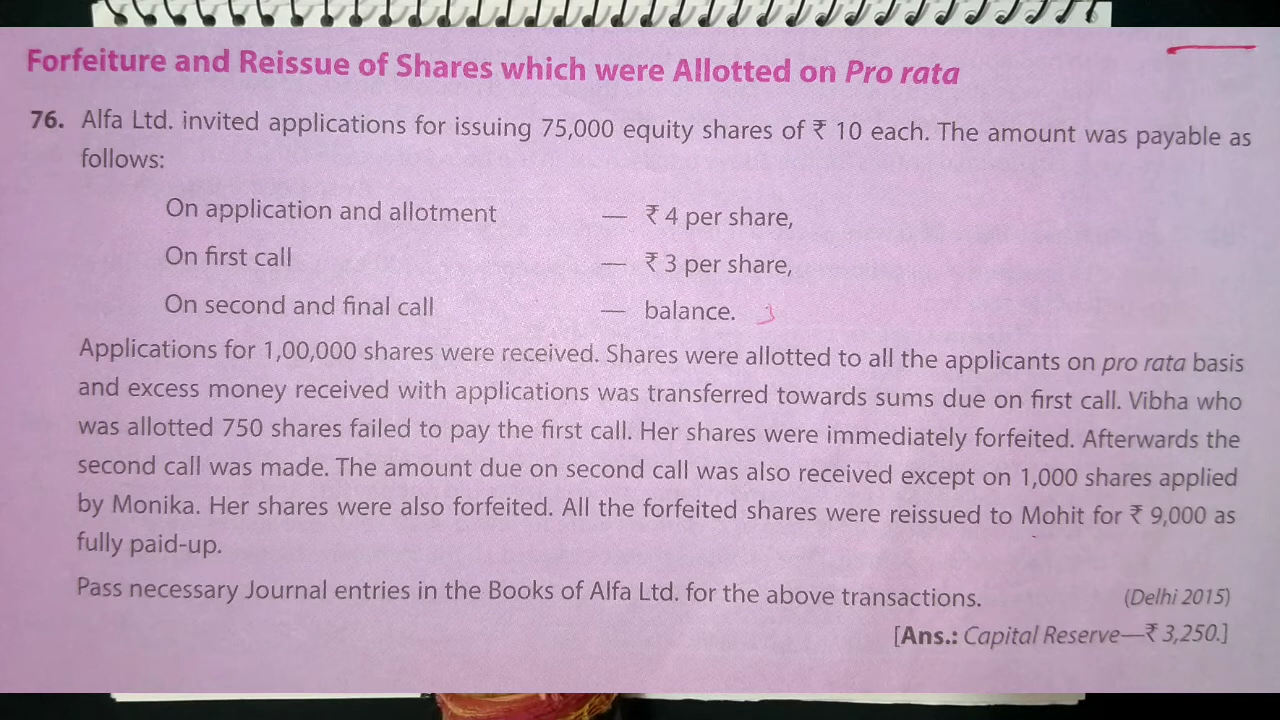 Forfeiture and Reissue of Shares which were Allotted on Pro rata
76. Alfa Ltd. invited applications for issuing 75,000 equity shares of ₹ 10 each. The amount was payable as
follows:
On application and allotment — ₹ 4 per share,
On first call — ₹ 3 per share,
On second and final call — balance. 3
Applications for 1,00,000 shares were received. Shares were allotted to all the applicants on pro rata basis
and excess money received with applications was transferred towards sums due on first call. Vibha who
was allotted 750 shares failed to pay the first call. Her shares were immediately forfeited. Afterwards the
second call was made. The amount due on second call was also received except on 1,000 shares applied
by Monika. Her shares were also forfeited. All the forfeited shares were reissued to Mohit for ₹ 9,000 as
fully paid-up.
Pass necessary Journal entries in the Books of Alfa Ltd. for the above transactions. (Delhi 2015)
[Ans.: Capital Reserve—₹ 3,250.]